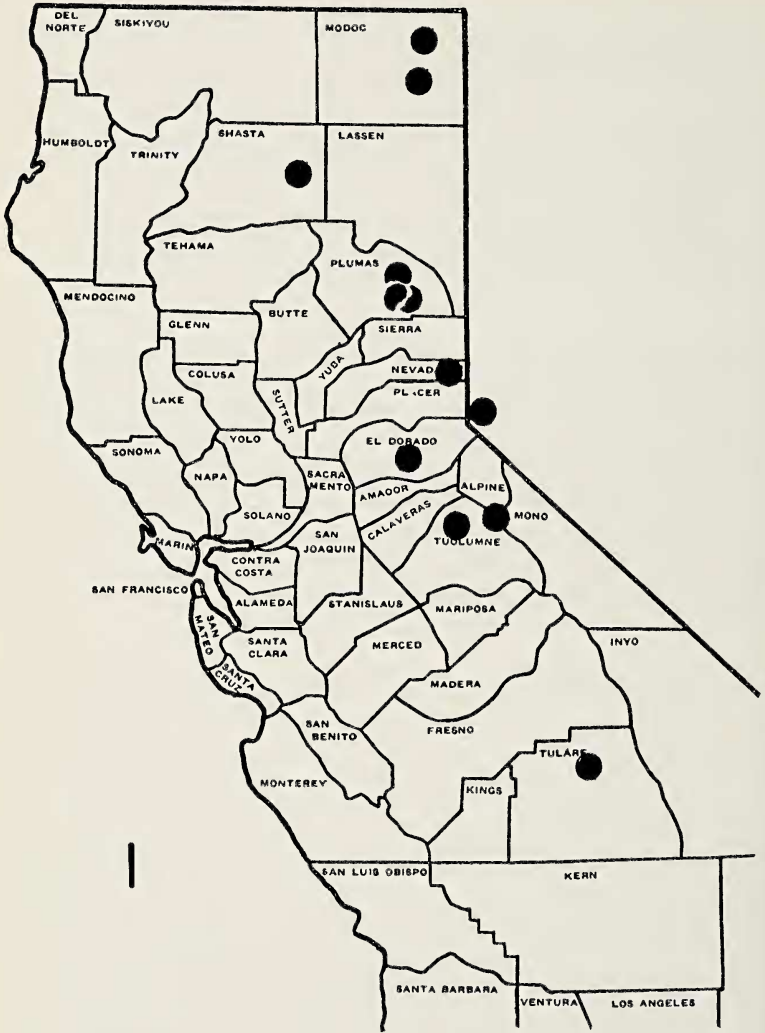 DEL
NORTE
SISKIYOU
MODOC
HUMBOLDT
TRINITY
SHASTA
LASSEN
TEHAMA
PLUMAS
MENDOCINO
GLENN
BUTTE
SIERRA
YUBA
NEVAD
COLUSA
PLACER
LAKE
SUTTER
SONOMA
YOLO
EL DORADO
NAPA
SACRA
MENTO
AMADOR
ALPINE
SOLANO
CALAVERAS
MONO
MARIN
SAN
JOAQUIN
TUOLUMNE
CONTRA
COSTA
SAN FRANCISCO
ALAMEDA
STANISLAUS
MARIPOSA
SAN
MATEO
SANTA
CLARA
MERCED
INYO
SANTA
CRUZ
MADERA
SAN
BENITO
FRESNO
TULARE
MONTEREY
KINGS
SAN LUIS OBISPO
KERN
SANTA BARBARA
VENTURA
LOS ANGELES